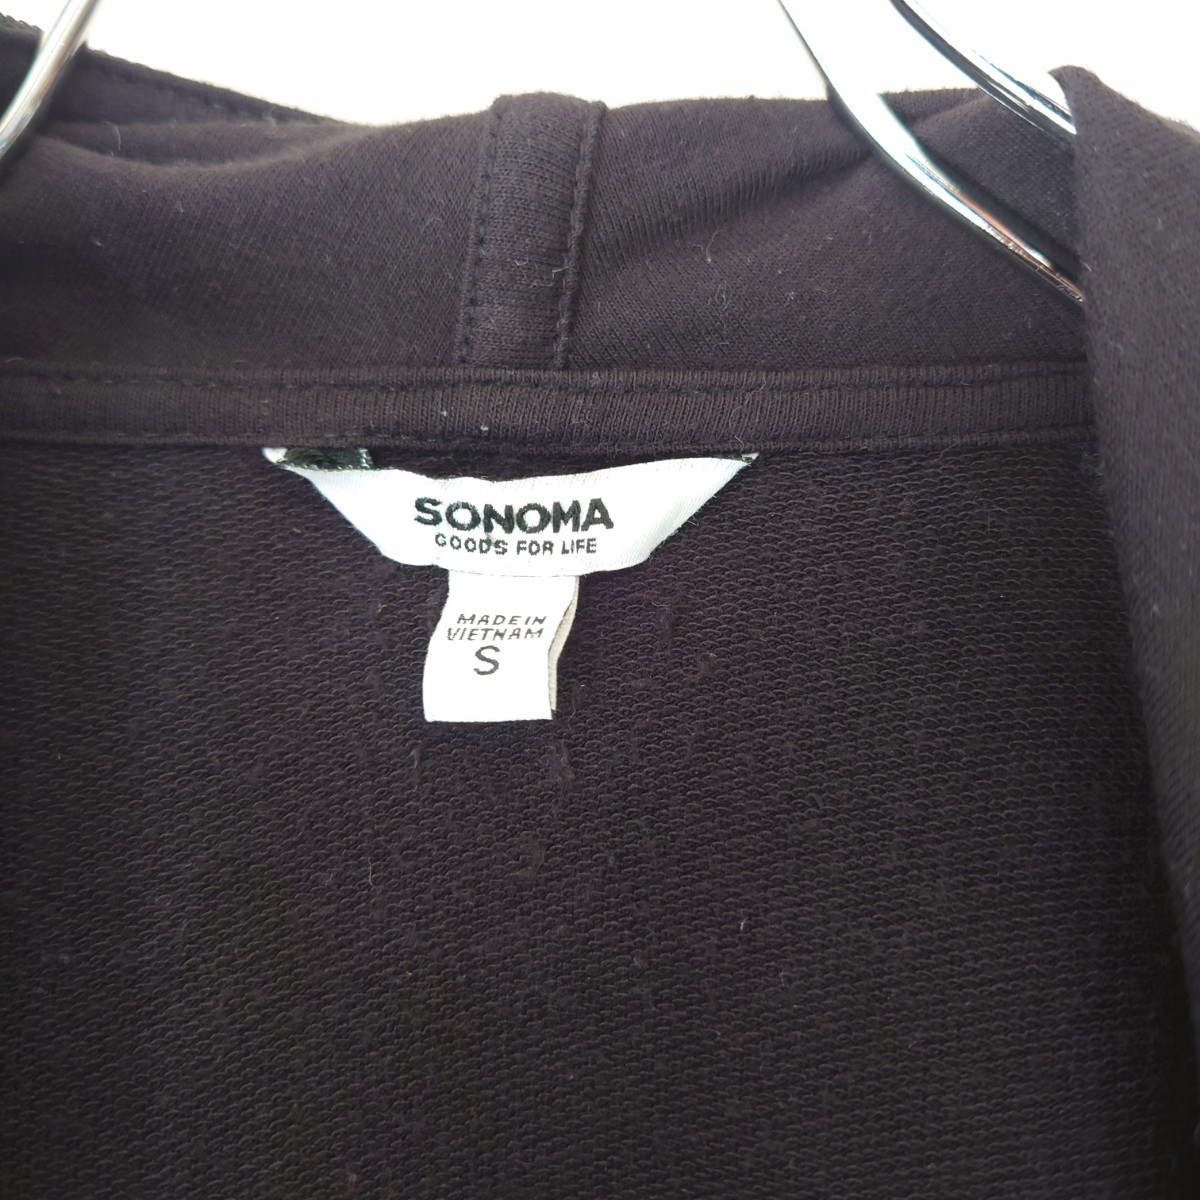 SONOMA
GOODS FOR LIFE
MADE IN
VIETNAM
S